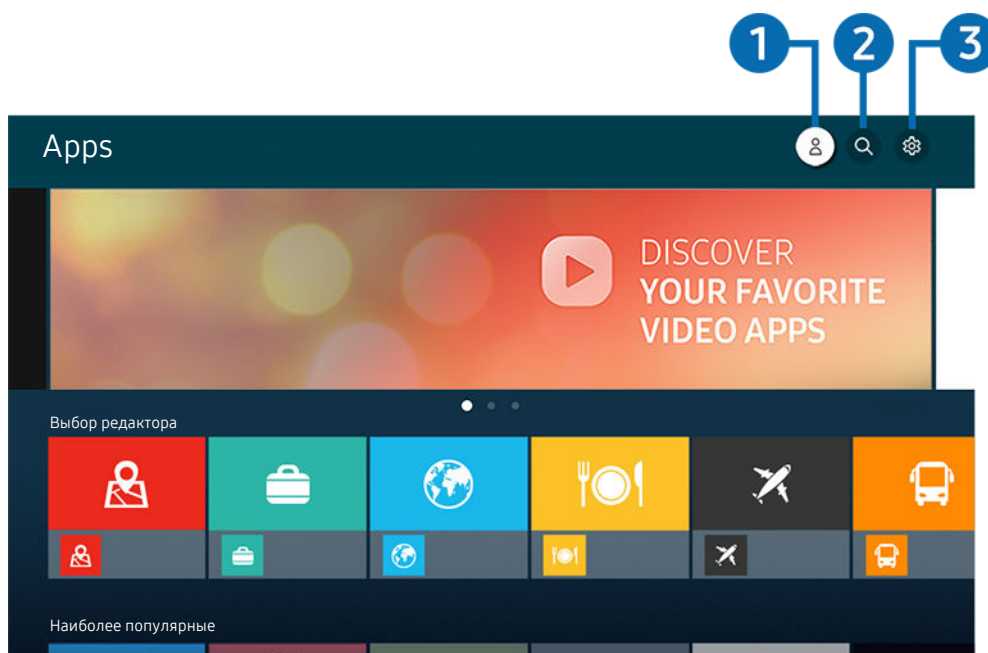 1 2 3
Apps
DISCOVER
YOUR FAVORITE
VIDEO APPS
Выбор редактора
Наиболее популярные